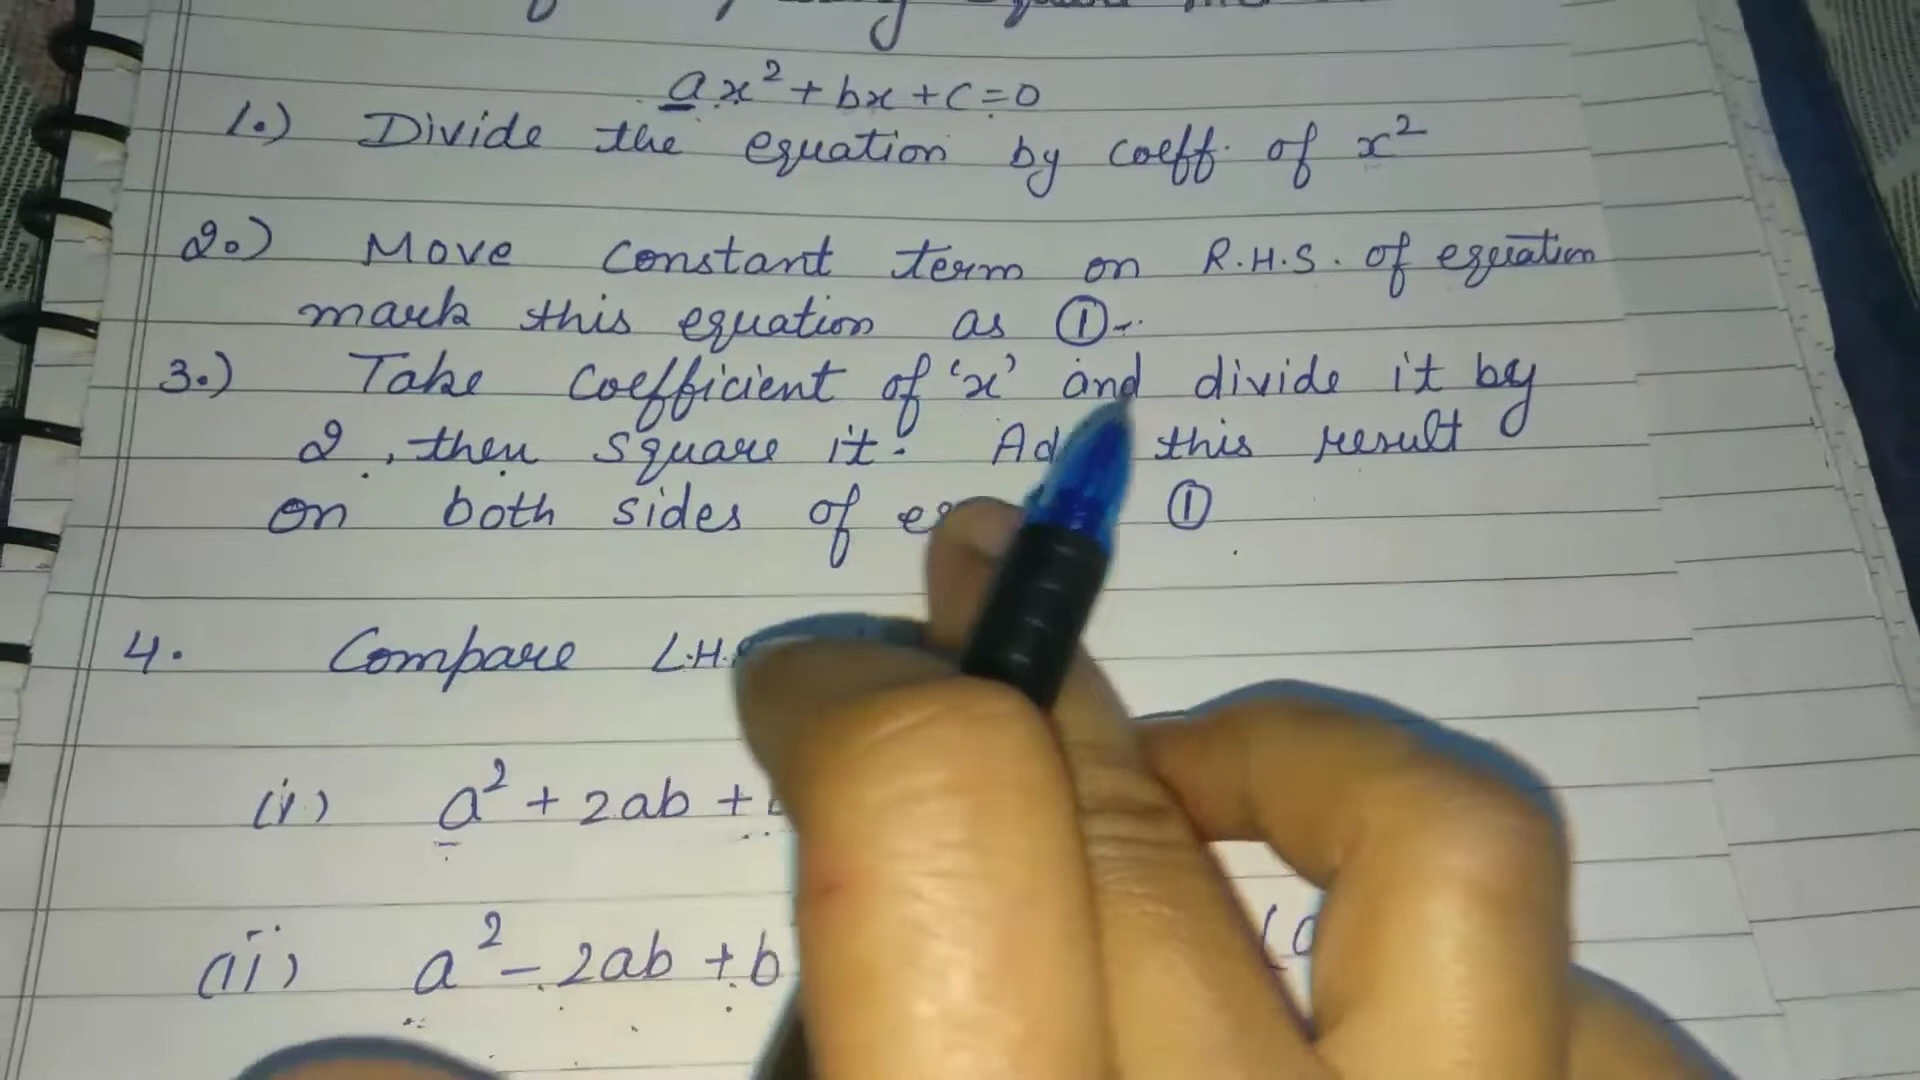 ax² + bx + c = 0
1.) Divide the equation by coeff. of x²
2.) Move constant term on R.H.S. of equation
mark this equation as ①
3.) Take coefficient of 'x' and divide it by
2, then square it. this result
on both sides of ①
4. Compare L.H.
(i) a² + 2ab +
(ii) a² - 2ab + b